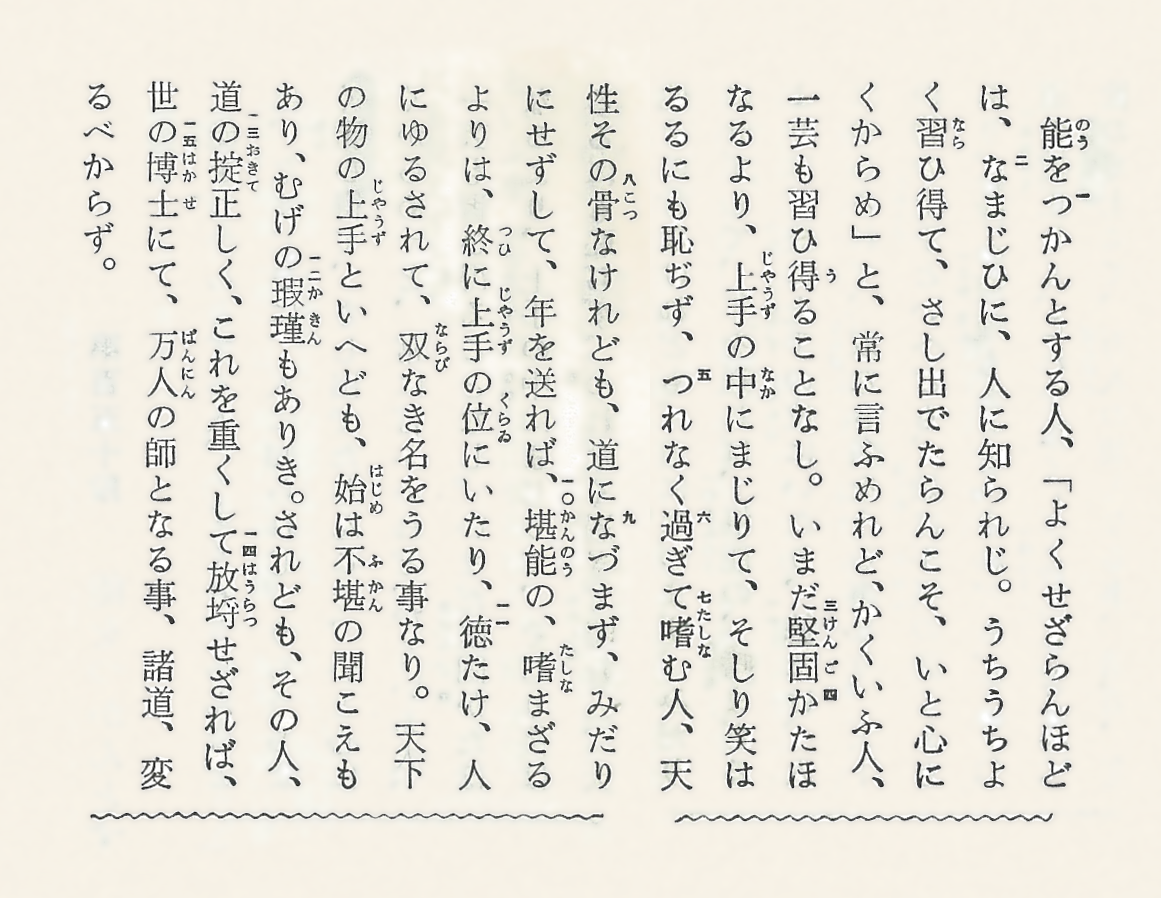 能をつかんとする人、「よくせざらんほど
は、なまじひに、人に知られじ。うちうちよ
く習ひ得て、さし出でたらんこそ、いと心に
くからめ」と、常に言ふめれど、かくいふ人、
一芸も習ひ得ることなし。いまだ堅固かたほ
なるより、上手の中にまじりて、そしり笑は
るるにも恥ぢず、つれなく過ぎて嗜む人、天
性その骨なけれども、道になづまず、みだり
にせずして、年を送れば、堪能の、嗜まざる
よりは、終に上手の位にいたり、徳たけ、人
にゆるされて、双なき名をうる事なり。天下
の物の上手といへども、始は不堪の聞こえも
あり、むげの瑕瑾もありき。されども、その人、
道の掟正しく、これを重くして放埒せざれば、
世の博士にて、万人の師となる事、諸道、変
るべからず。